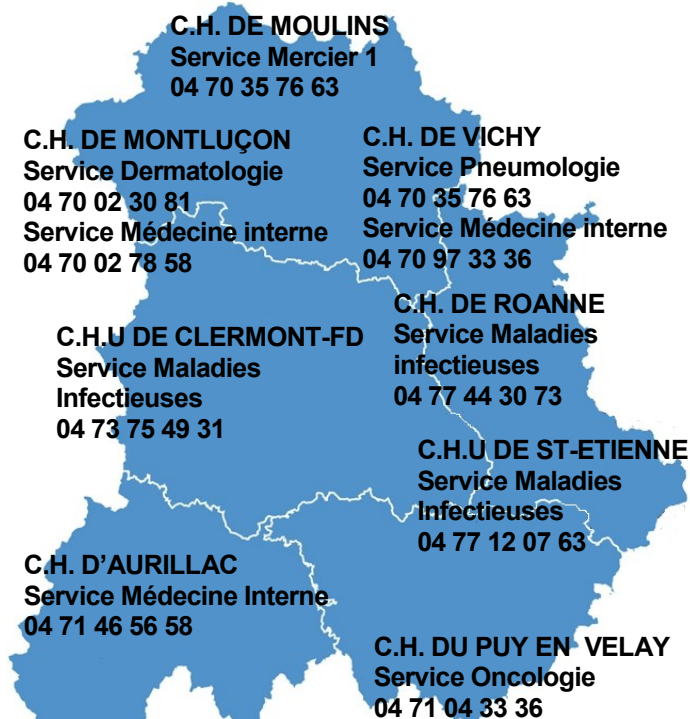 C.H. DE MOULINS
Service Mercier 1
04 70 35 76 63
C.H. DE MONTLUÇON
Service Dermatologie
04 70 02 30 81
Service Médecine interne
04 70 02 78 58
C.H. DE VICHY
Service Pneumologie
04 70 35 76 63
Service Médecine interne
04 70 97 33 36
C.H.U DE CLERMONT-FD
Service Maladies
Infectieuses
04 73 75 49 31
C.H. DE ROANNE
Service Maladies
infectieuses
04 77 44 30 73
C.H.U DE ST-ETIENNE
Service Maladies
Infectieuses
04 77 12 07 63
C.H. D’AURILLAC
Service Médecine Interne
04 71 46 56 58
C.H. DU PUY EN VELAY
Service Oncologie
04 71 04 33 36